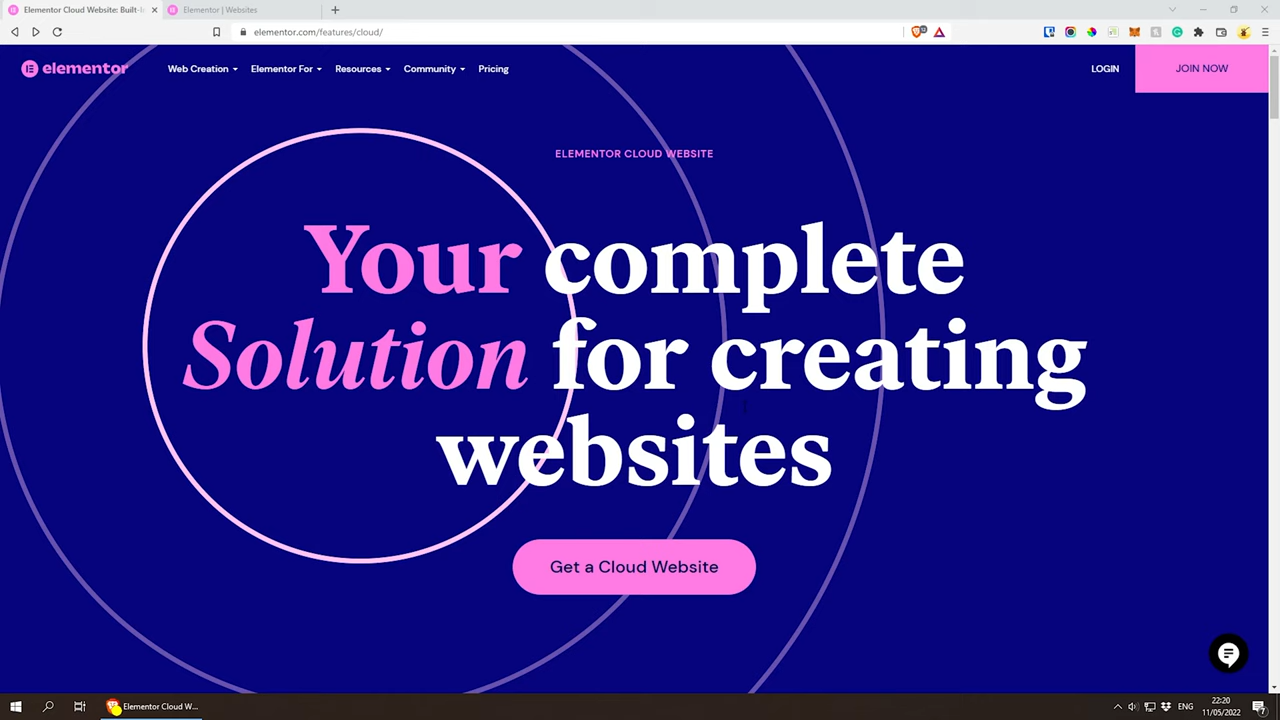 Elementor Cloud Website: Built-I
Elementor | Websites
elementor.com/features/cloud/
elementor
Web Creation
Elementor For
Resources
Community
Pricing
LOGIN
JOIN NOW
ELEMENTOR CLOUD WEBSITE
Your complete
Solution for creating
websites
Get a Cloud Website
Elementor Cloud W...
ENG
22:20
11/05/2022